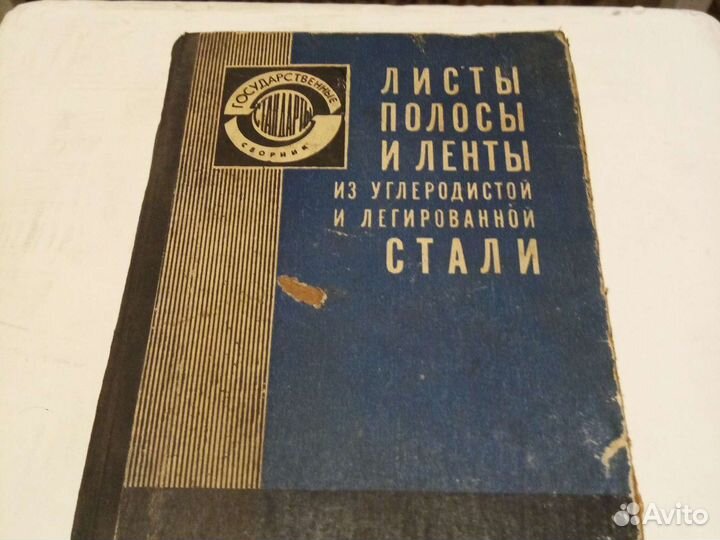 ГОСУДАРСТВЕННЫЕ
СТАНДАРТЫ
СБОРНИК
ЛИСТЫ
ПОЛОСЫ
И ЛЕНТЫ
ИЗ УГЛЕРОДИСТОЙ
И ЛЕГИРОВАННОЙ
СТАЛИ
Avito